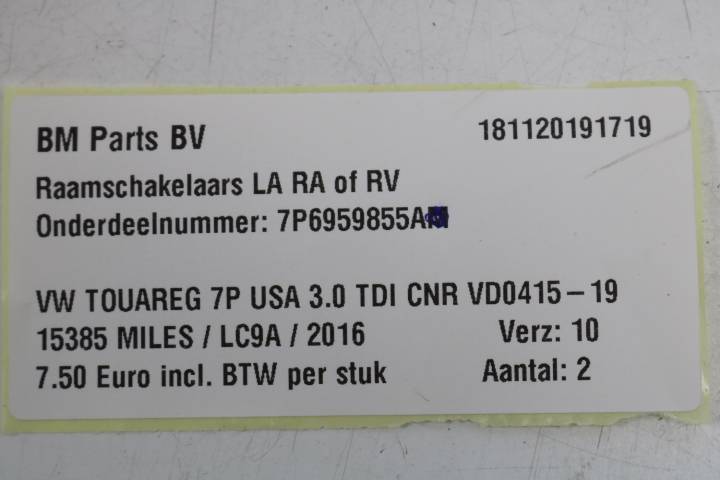 BM Parts BV 181120191719
Raamschakelaars LA RA of RV
Onderdeelnummer: 7P6959855A
VW TOUAREG 7P USA 3.0 TDI CNR VD0415-19
15385 MILES / LC9A / 2016 Verz: 10
7.50 Euro incl. BTW per stuk Aantal: 2